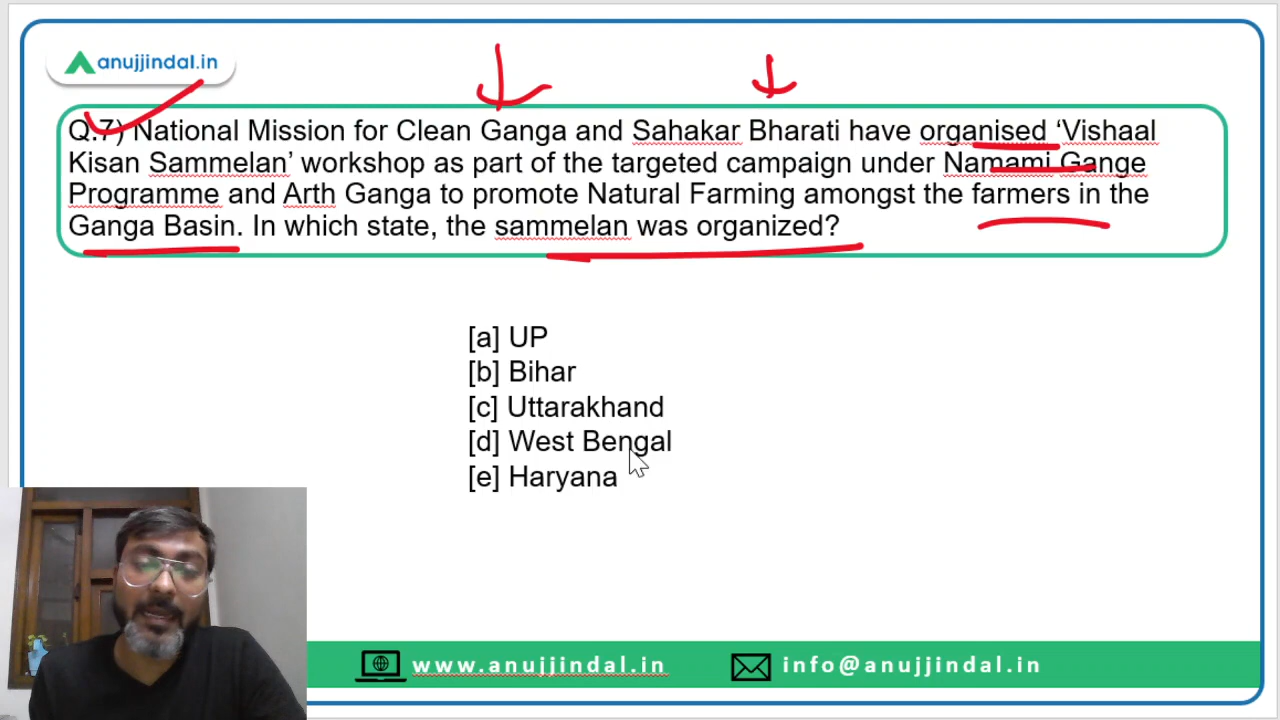 anujjindal.in
Q.7) National Mission for Clean Ganga and Sahakar Bharati have organised ‘Vishaal
Kisan Sammelan’ workshop as part of the targeted campaign under Namami Gange
Programme and Arth Ganga to promote Natural Farming amongst the farmers in the
Ganga Basin. In which state, the sammelan was organized?
[a] UP
[b] Bihar
[c] Uttarakhand
[d] West Bengal
[e] Haryana
www.anujjindal.in info@anujjindal.in